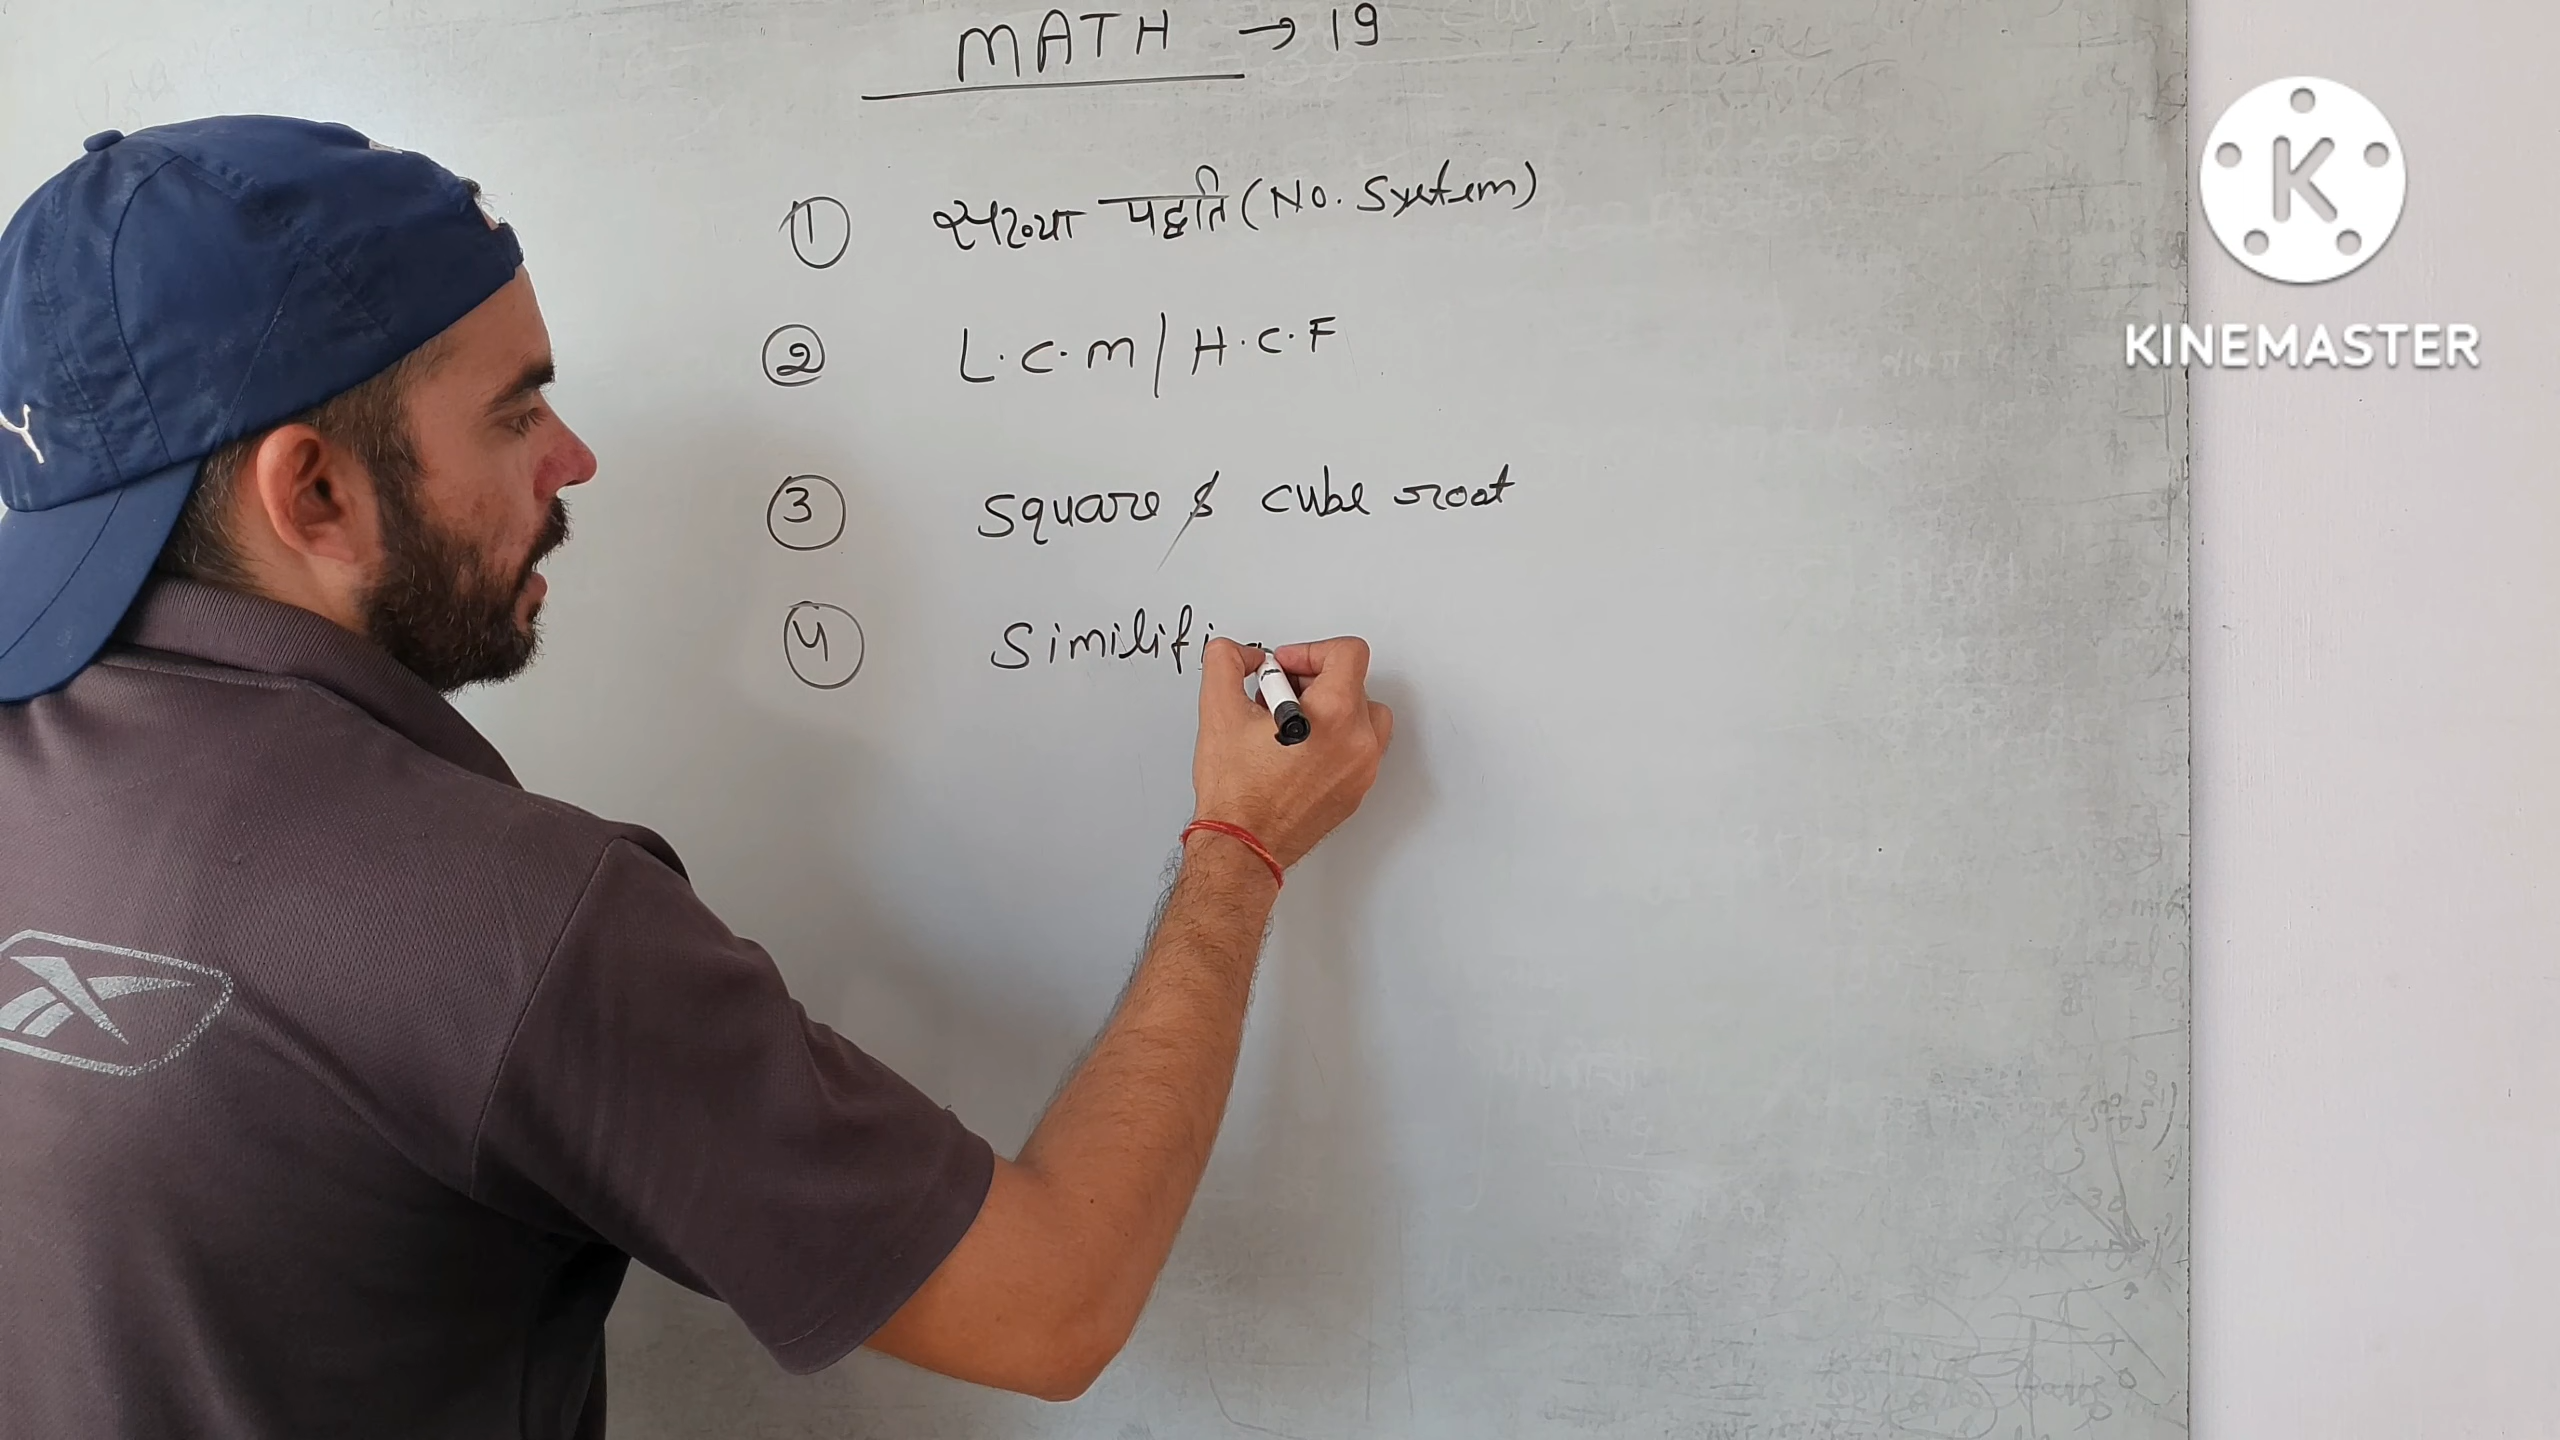 MATH → 19
① संख्या पद्धति (No. System)
② L.C.M / H.C.F
③ Square & cube root
④ Similifi
K
KINEMASTER